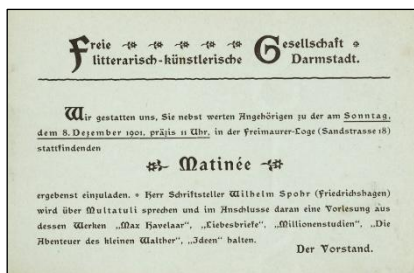 Freie Gesellschaft
litterarisch-künstlerische Darmstadt.
Wir gestatten uns, Sie nebst werten Angehörigen zu der am Sonntag,
dem 8. Dezember 1901, präzis 11 Uhr, in der Freimaurer-Loge (Sandstrasse 18)
stattfindenden
Matinée
ergebenst einzuladen. * Herr Schriftsteller Wilhelm Spohr (Friedrichshagen)
wird über Multatuli sprechen und im Anschlusse daran eine Vorlesung aus
dessen Werken „Max Havelaar", „Liebesbriefe", „Millionenstudien", „Die
Abenteuer des kleinen Walther", „Ideen" halten.
Der Vorstand.